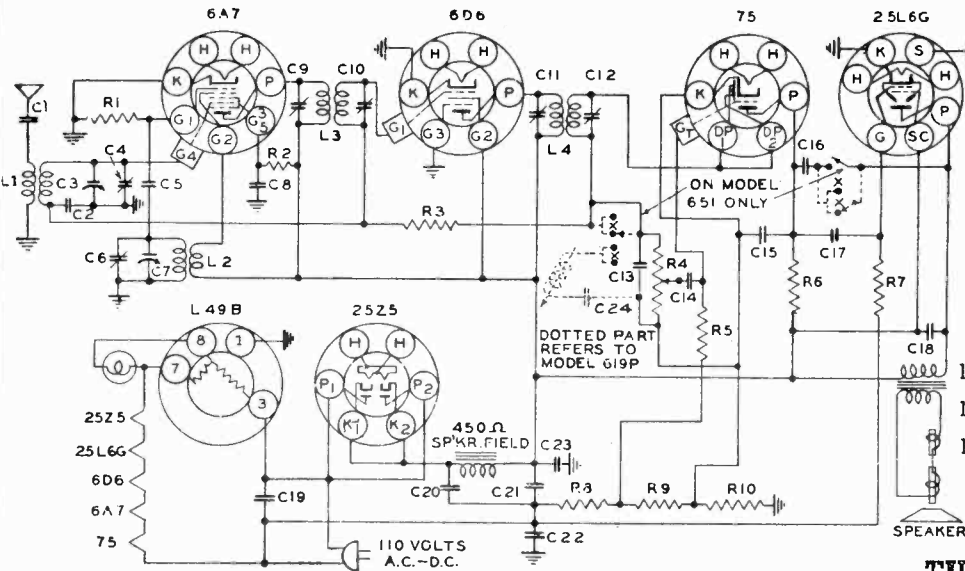 6A7
6D6
75
25L6G
H H
H H
H H
K S
K
P
C9
C10
K
P
C11
C12
K
P
H
H
C1
R1
G1
G2
G3
G5
G4
L3
G1
G3
G2
L4
GT
DP
1
DP
2
G
SC
P
C16
L1
C3
C4
C5
R2
C8
C2
R3
ON MODEL
651 ONLY
C15
C17
C6
C7
L2
C13
R4
C14
R6
R7
C24
R5
DOTTED PART
REFERS TO
MODEL 619P
C18
L49B
25Z5
8
1
7
3
H H
P1
P2
K1
K2
25Z5
25L6G
6D6
6A7
75
450Ω
SP'KR. FIELD
C23
C19
C20
C21
R8
R9
R10
C22
110 VOLTS
A.C.-D.C.
SPEAKER